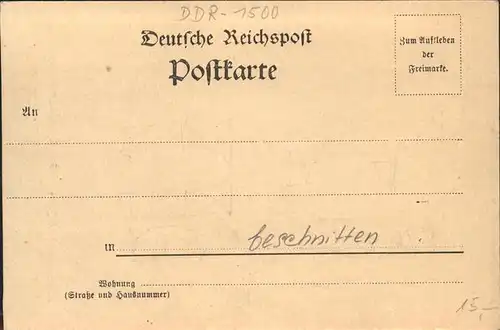 DDR-1500
Deutsche Reichspost
Postkarte
Zum Aufkleben
der
Freimarke.
An
in beschnitten
Wohnung
(Straße und Hausnummer)
15,-